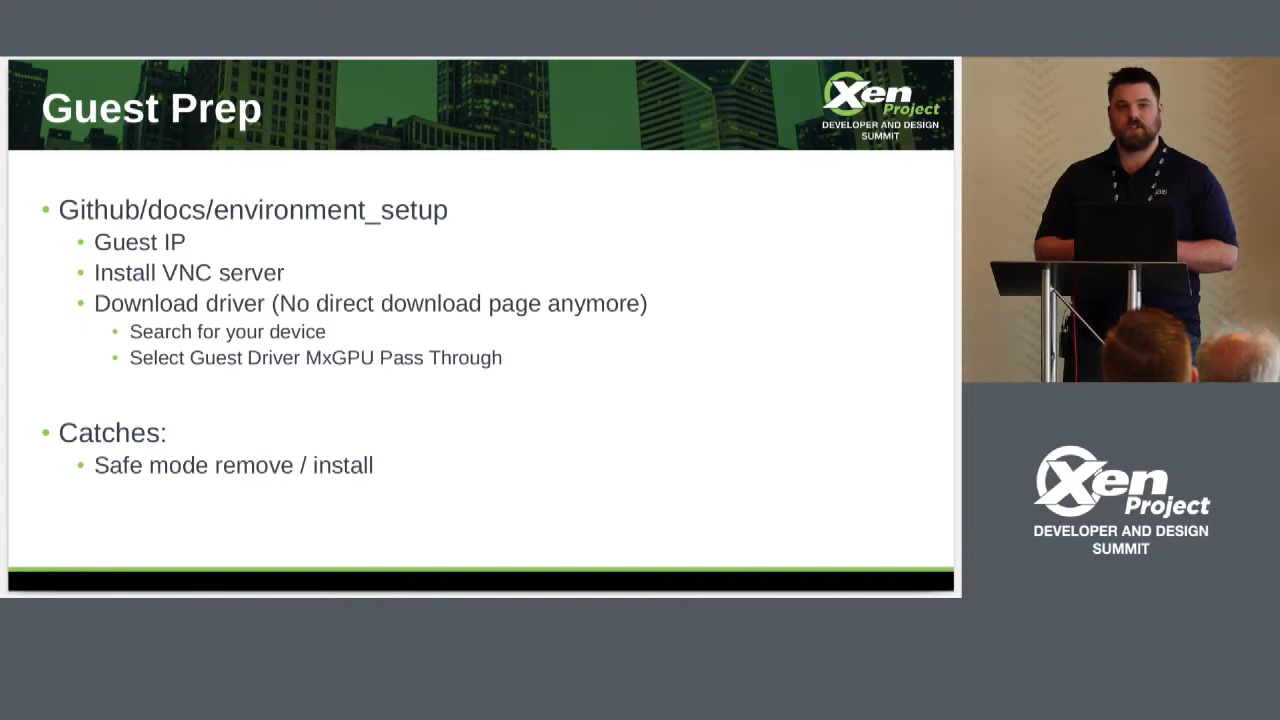 Guest Prep
Xen
Project
DEVELOPER AND DESIGN
SUMMIT
• Github/docs/environment_setup
• Guest IP
• Install VNC server
• Download driver (No direct download page anymore)
• Search for your device
• Select Guest Driver MxGPU Pass Through
• Catches:
• Safe mode remove / install
Xen
Project
DEVELOPER AND DESIGN
SUMMIT